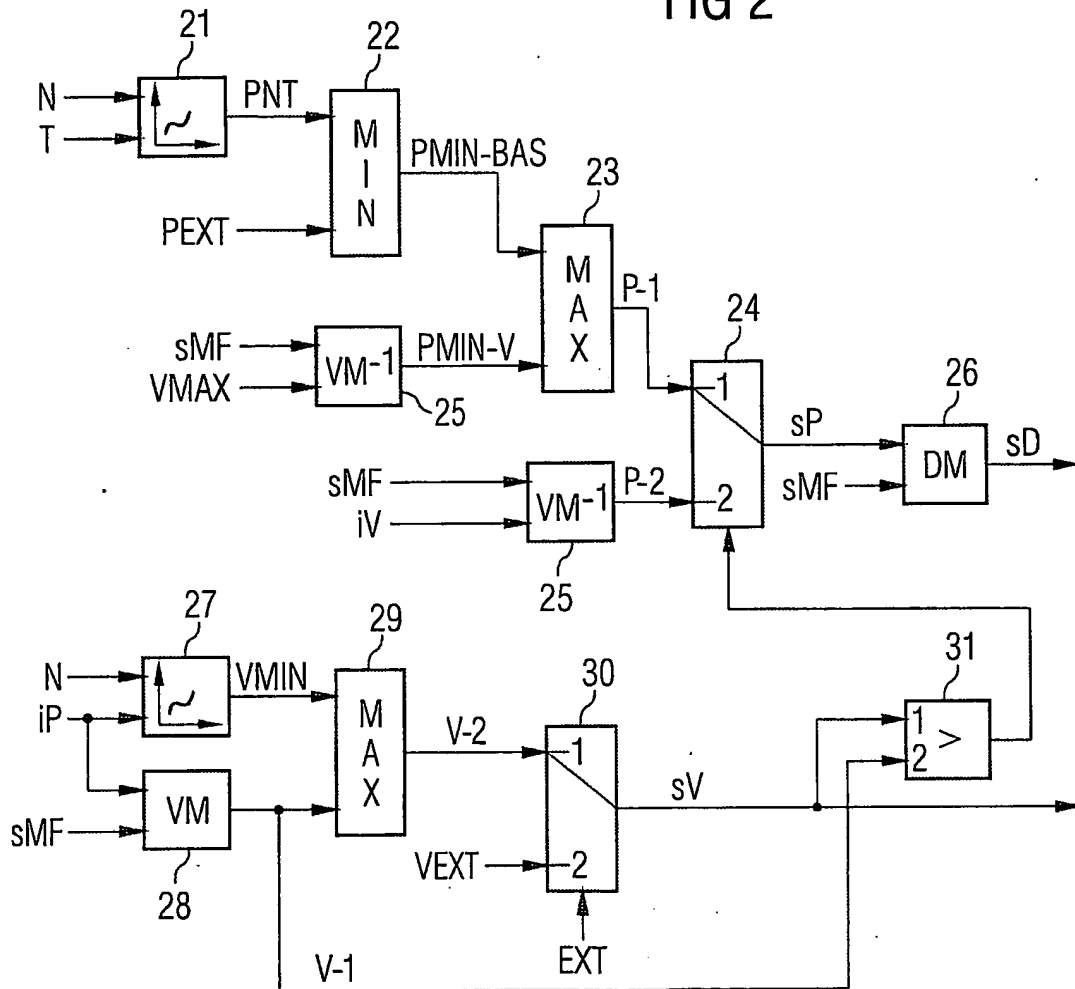 FIG 2
21
N
T
PNT
22
M
I
N
PEXT
PMIN-BAS
23
M
A
X
sMF
VMAX
VM-1
25
PMIN-V
P-1
24
1
2
sMF
iV
VM-1
25
P-2
sP
sMF
26
DM
sD
27
N
iP
VMIN
sMF
VM
28
29
M
A
X
V-2
30
1
2
VEXT
EXT
sV
31
1
2
>
V-1